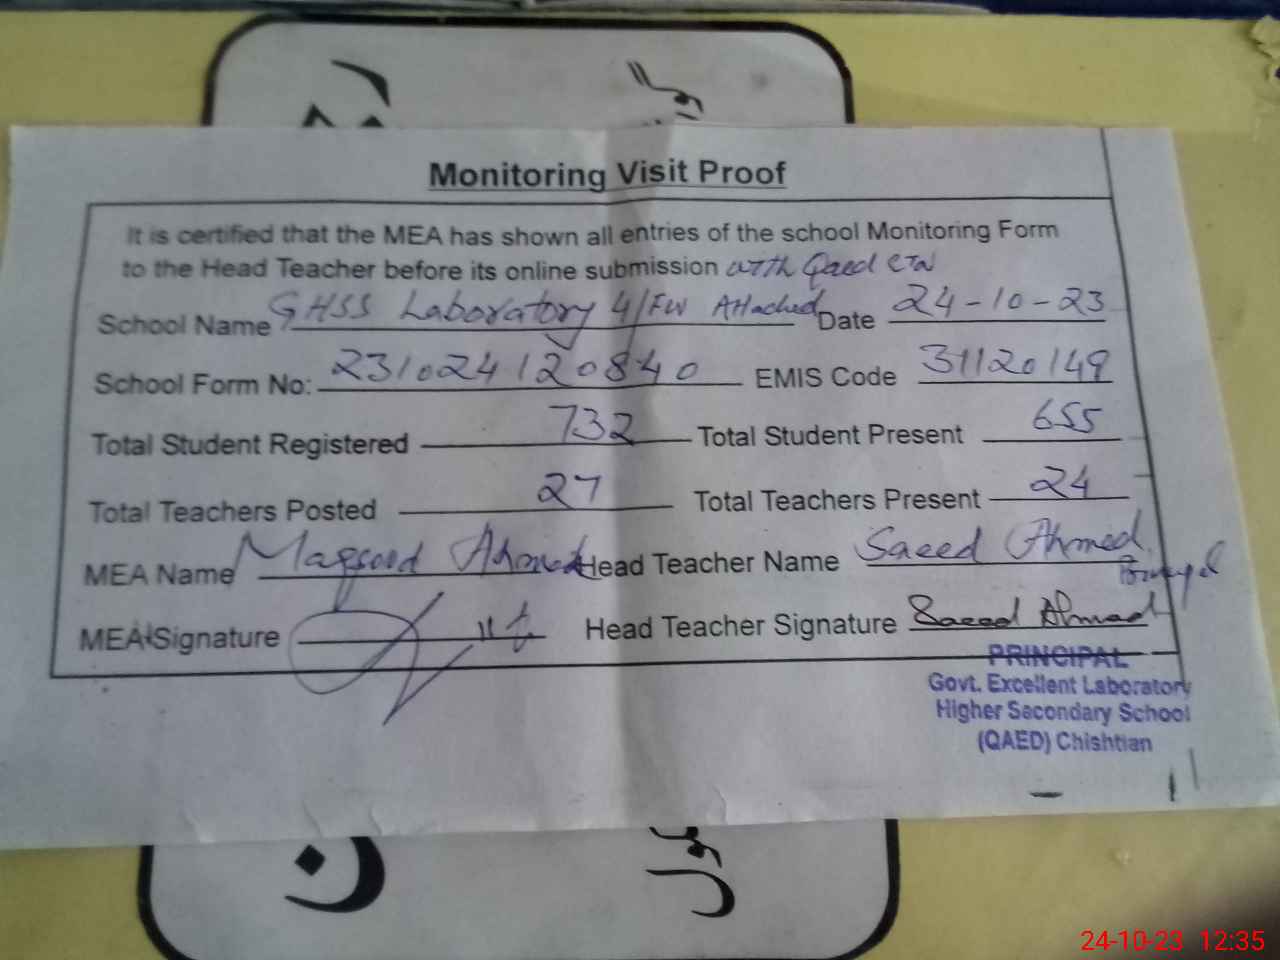 Monitoring Visit Proof
It is certified that the MEA has shown all entries of the school Monitoring Form
to the Head Teacher before its online submission with Qaed
School Name GHSS Laboratory 4/FW Attached Date 24-10-23
School Form No: 231024120840 EMIS Code 31120149
Total Student Registered 732 Total Student Present 655
Total Teachers Posted 27 Total Teachers Present 24
MEA Name Maqsood Ahmed Head Teacher Name Saeed Ahmed
Principal
MEA Signature Head Teacher Signature Saeed Ahmad
PRINCIPAL
Govt. Excellent Laboratory
Higher Secondary School
(QAED) Chishtian
24-10-23 12:35